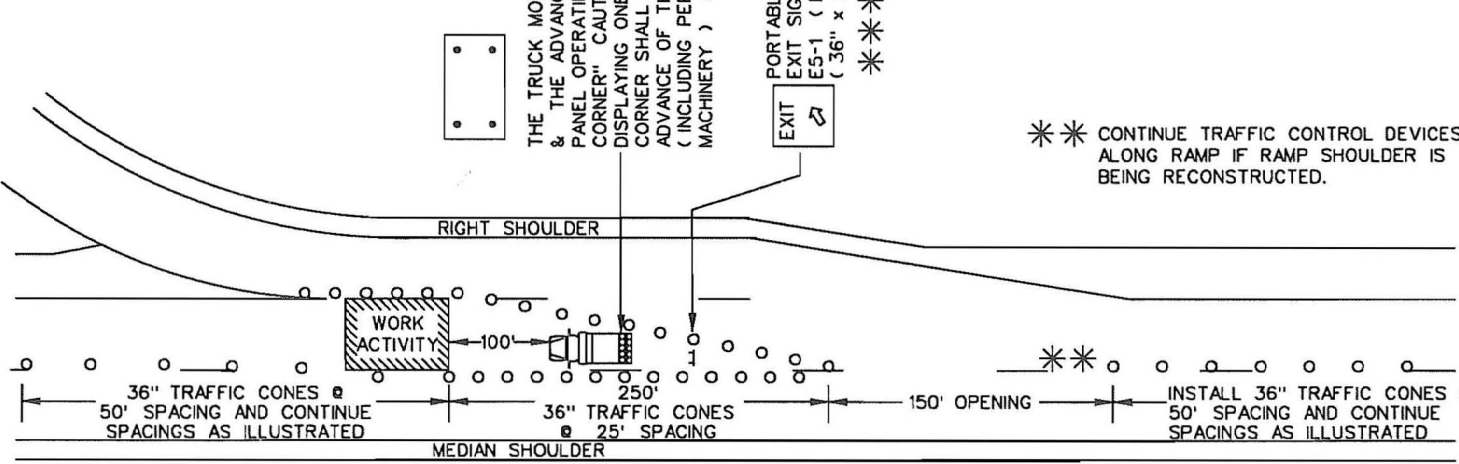 THE TRUCK MO
& THE ADVANC
PANEL OPERATIN
CORNER" CAUT
DISPLAYING ONE
CORNER SHALL
ADVANCE OF TH
( INCLUDING PER
MACHINERY )
PORTABL
EXIT SIG
E5-1 (
( 36" x
* * * *
EXIT
** CONTINUE TRAFFIC CONTROL DEVICES
ALONG RAMP IF RAMP SHOULDER IS
BEING RECONSTRUCTED.
RIGHT SHOULDER
WORK
ACTIVITY
100'
**
36" TRAFFIC CONES @
50' SPACING AND CONTINUE
SPACINGS AS ILLUSTRATED
250'
36" TRAFFIC CONES
@ 25' SPACING
150' OPENING
INSTALL 36" TRAFFIC CONES
50' SPACING AND CONTINUE
SPACINGS AS ILLUSTRATED
MEDIAN SHOULDER